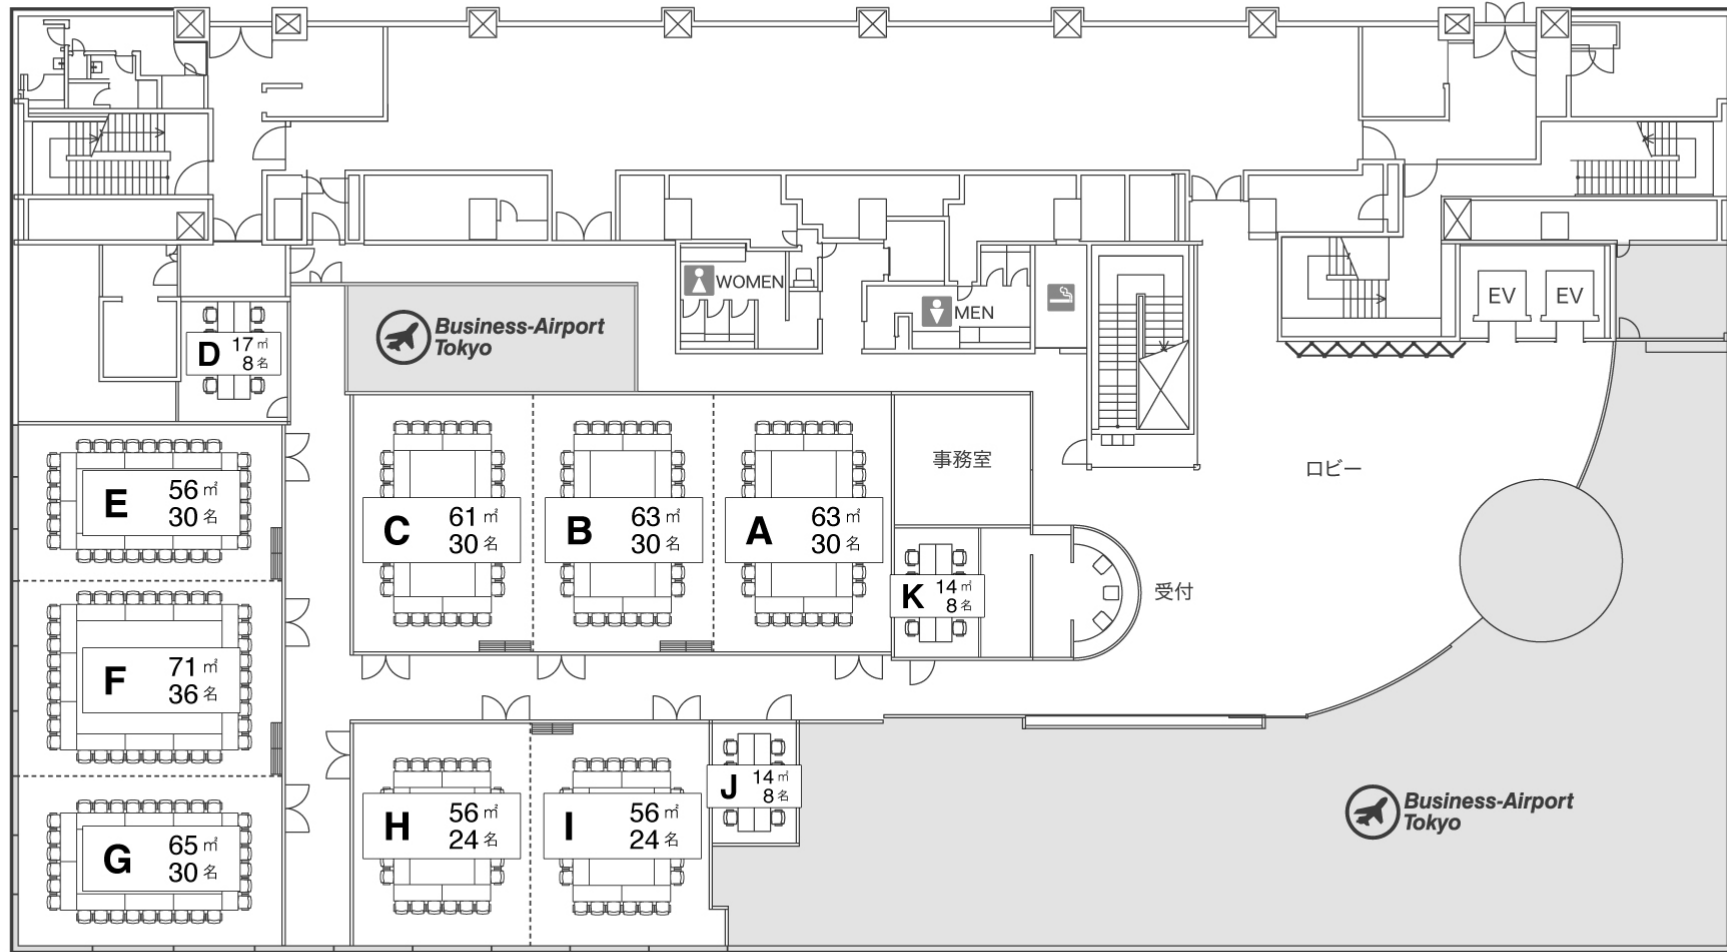 WOMEN
MEN
EV
EV
Business-Airport
Tokyo
D 17㎡
8名
E 56㎡
30名
C 61㎡
30名
B 63㎡
30名
A 63㎡
30名
事務室
ロビー
K 14㎡
8名
受付
F 71㎡
36名
J 14㎡
8名
H 56㎡
24名
I 56㎡
24名
G 65㎡
30名
Business-Airport
Tokyo